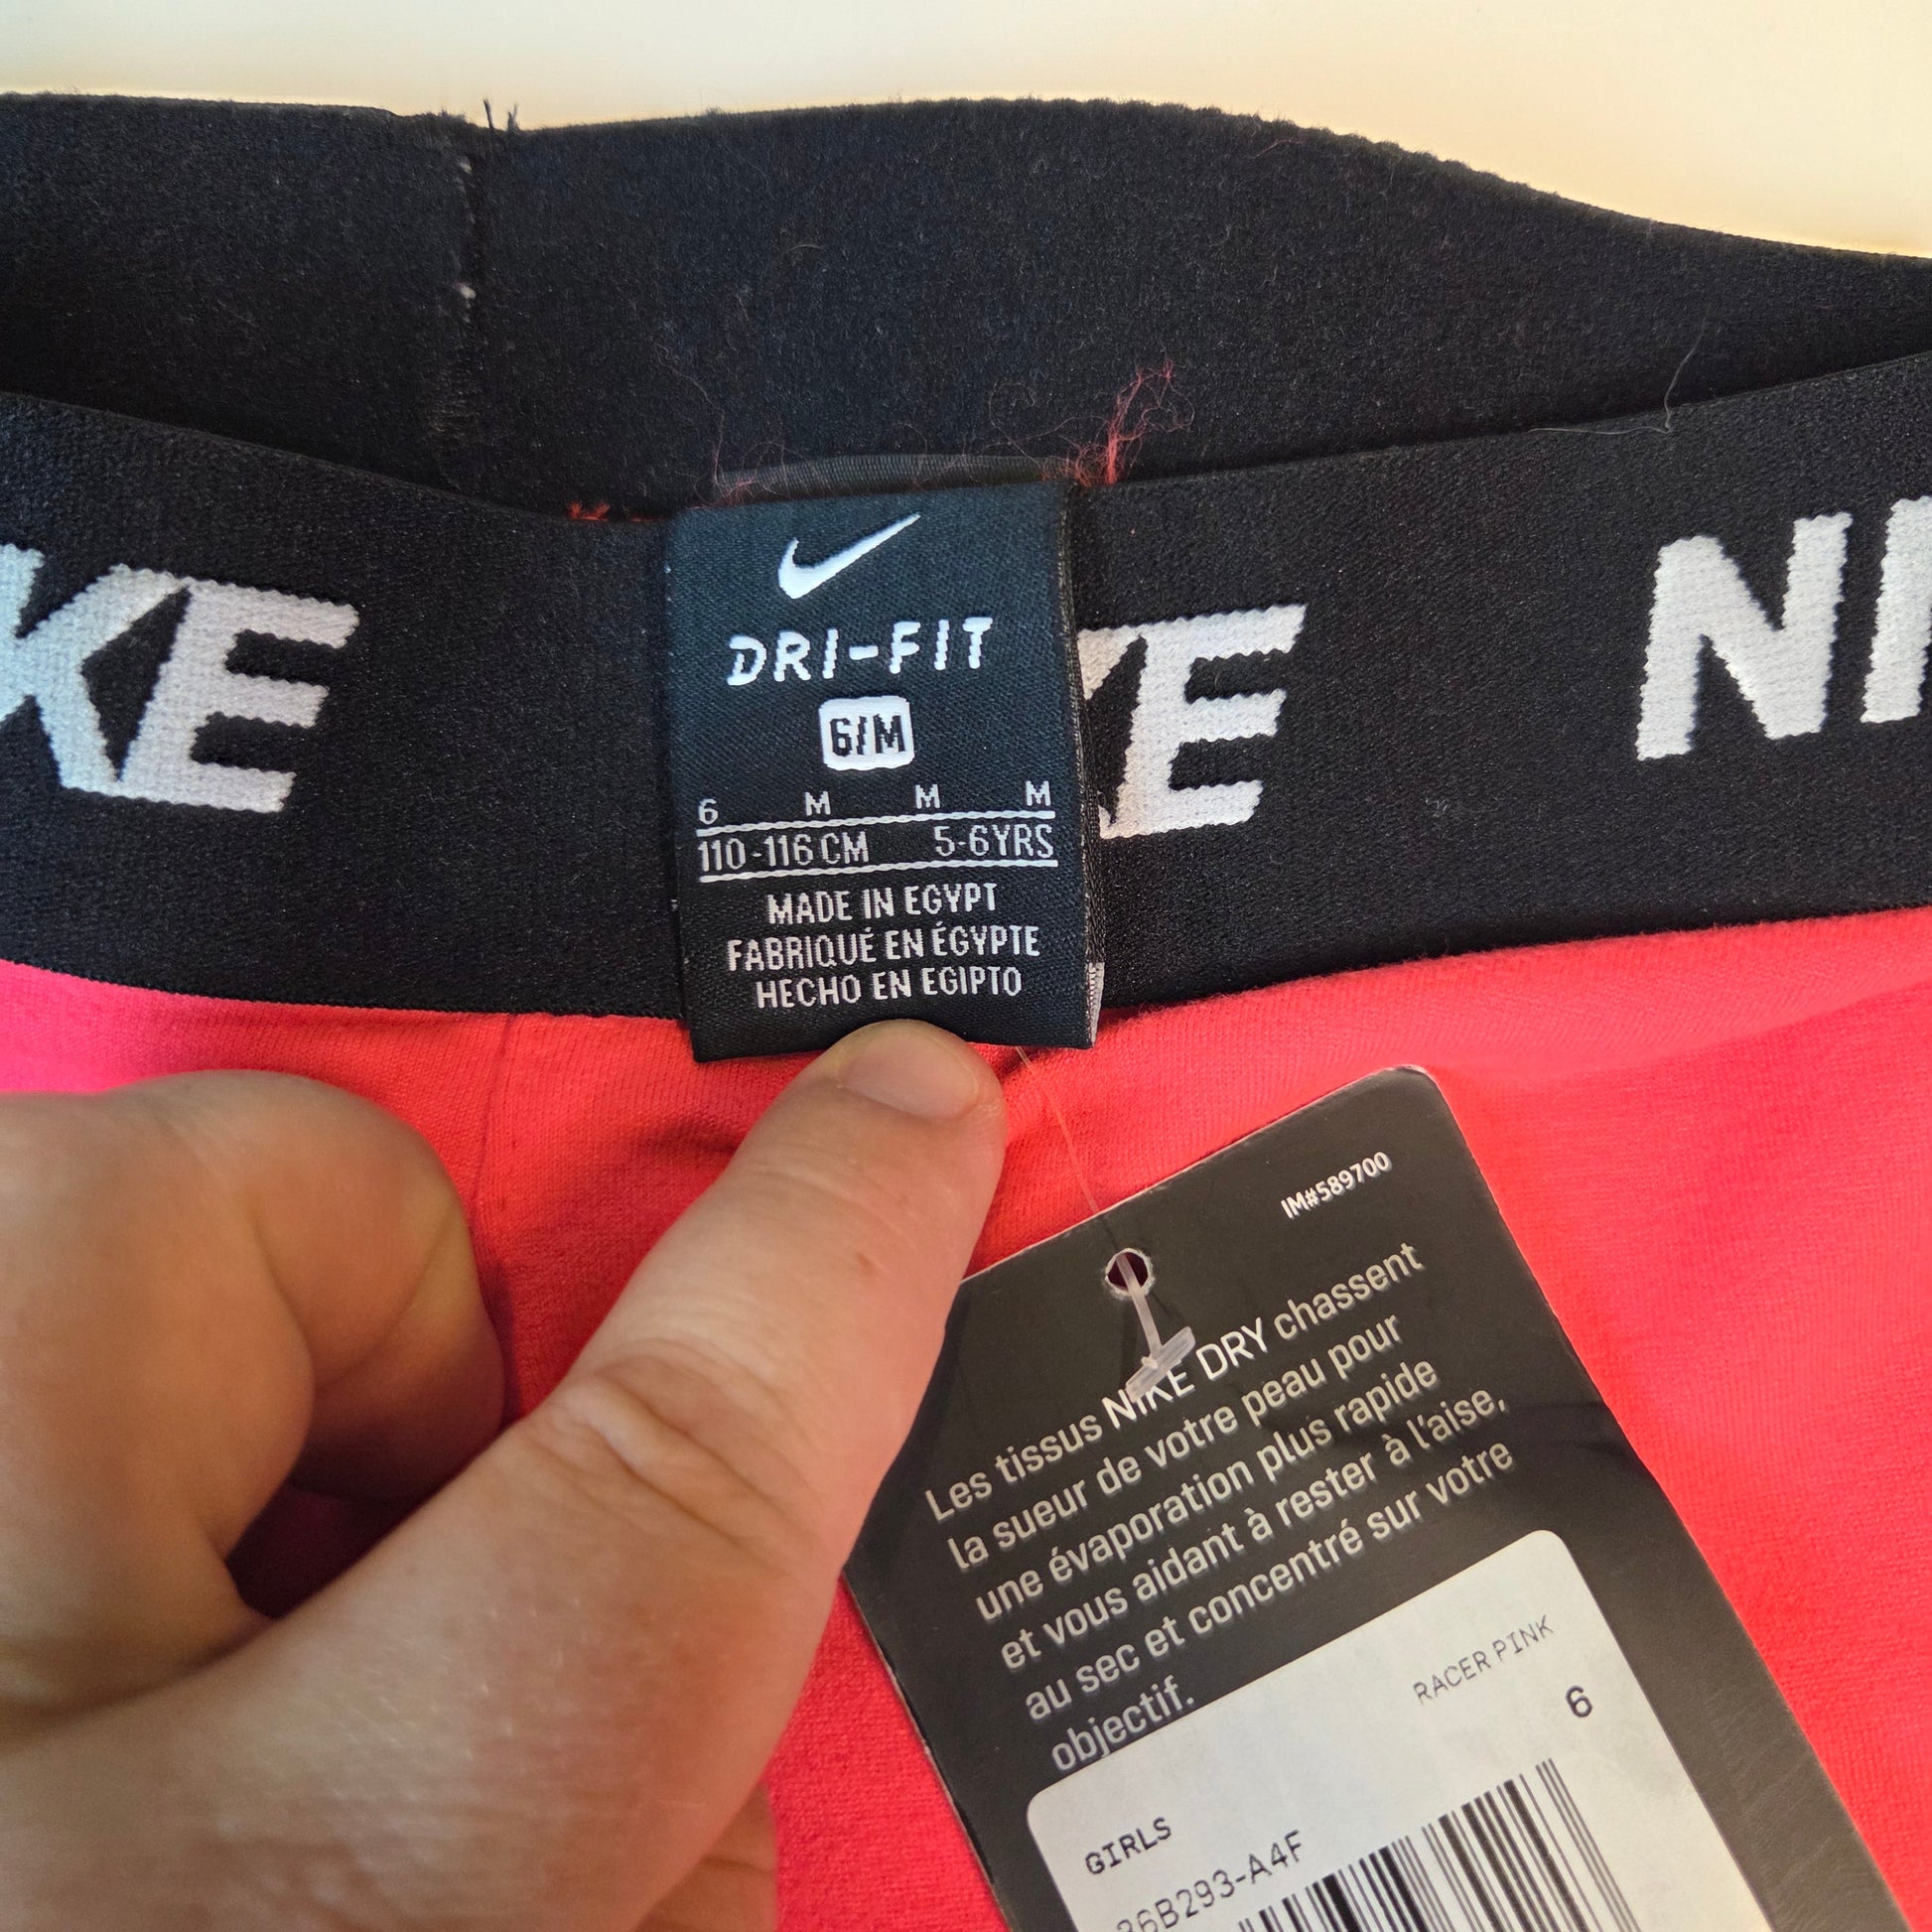 KE
KE
NI
DRI-FIT
6/M
6 M M M
110-116 CM 5-6YRS
MADE IN EGYPT
FABRIQUÉ EN ÉGYPTE
HECHO EN EGIPTO
IM#589700
Les tissus NIKE DRY chassent
la sueur de votre peau pour
une évaporation plus rapide
et vous aidant à rester à l'aise,
au sec et concentré sur votre
objectif.
RACER PINK
6
GIRLS
36B293-A4F